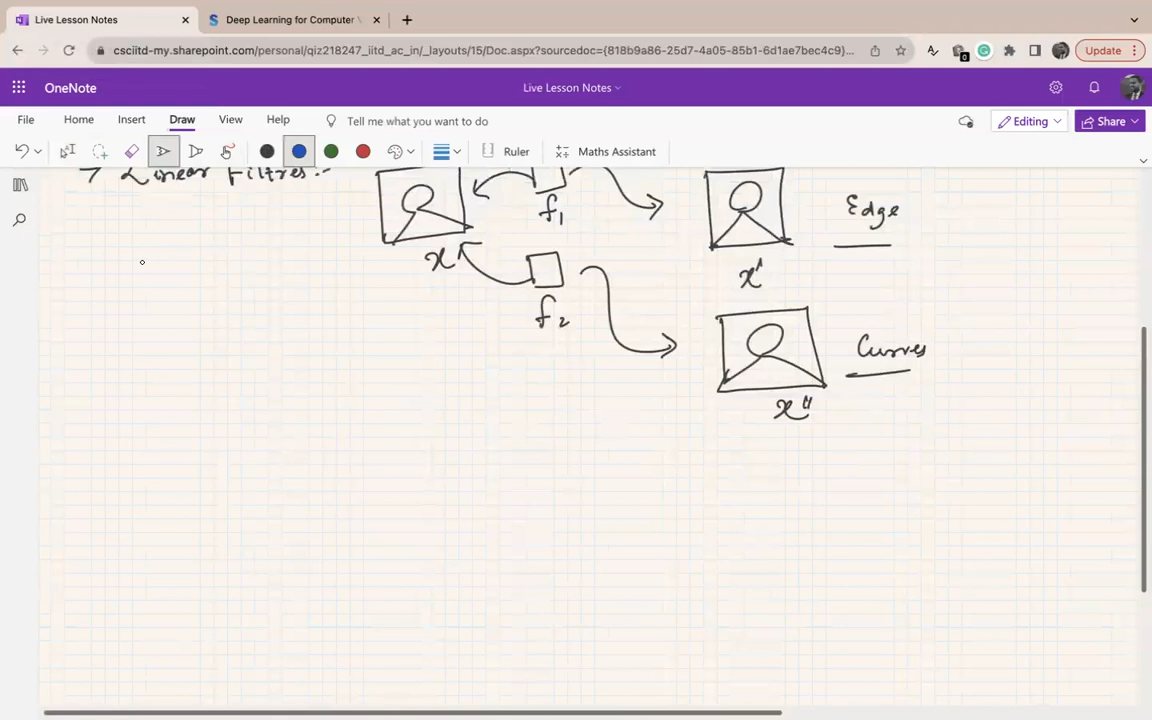 Live Lesson Notes
Deep Learning for Computer
csciitd-my.sharepoint.com/personal/qiz218247_iitd_ac_in/_layouts/15/Doc.aspx?sourcedoc={818b9a86-25d7-4a05-85b1-6d1ae7bec4c9}...
0
Update
OneNote
Live Lesson Notes
File Home Insert Draw View Help Tell me what you want to do
Editing
Share
Ruler
Maths Assistant
→ Linear Filtres:-
f1
Edge
x
x'
f2
Curves
x"